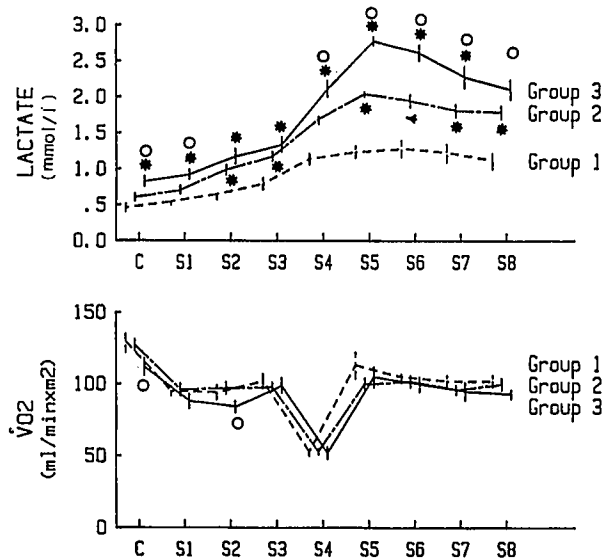 3.0
2.5
2.0
1.5
1.0
.5
0.0
LACTATE
(mmol/l)
Group 3
Group 2
Group 1
C S1 S2 S3 S4 S5 S6 S7 S8
150
100
50
0
V̊O2
(ml/minxm2)
Group 1
Group 2
Group 3
C S1 S2 S3 S4 S5 S6 S7 S8